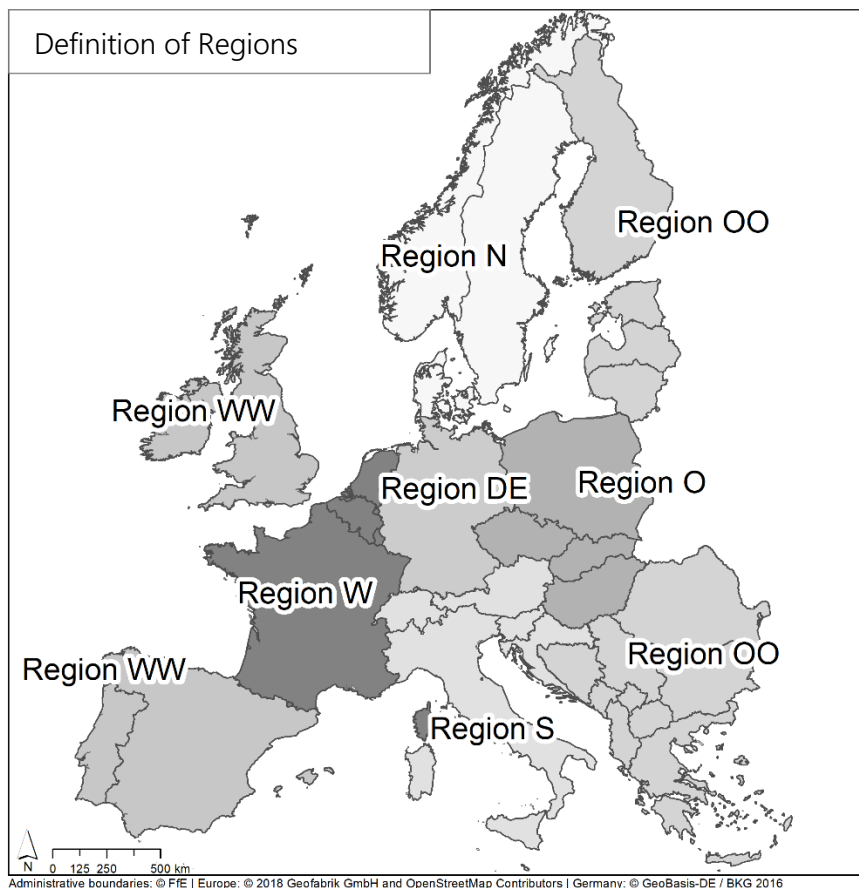 Definition of Regions
Region OO
Region N
Region WW
Region DE
Region O
Region W
Region OO
Region WW
Region S
N
0 125 250 500 km
Administrative boundaries: © FfE | Europe: © 2018 Geofabrik GmbH and OpenStreetMap Contributors | Germany: © GeoBasis-DE / BKG 2016